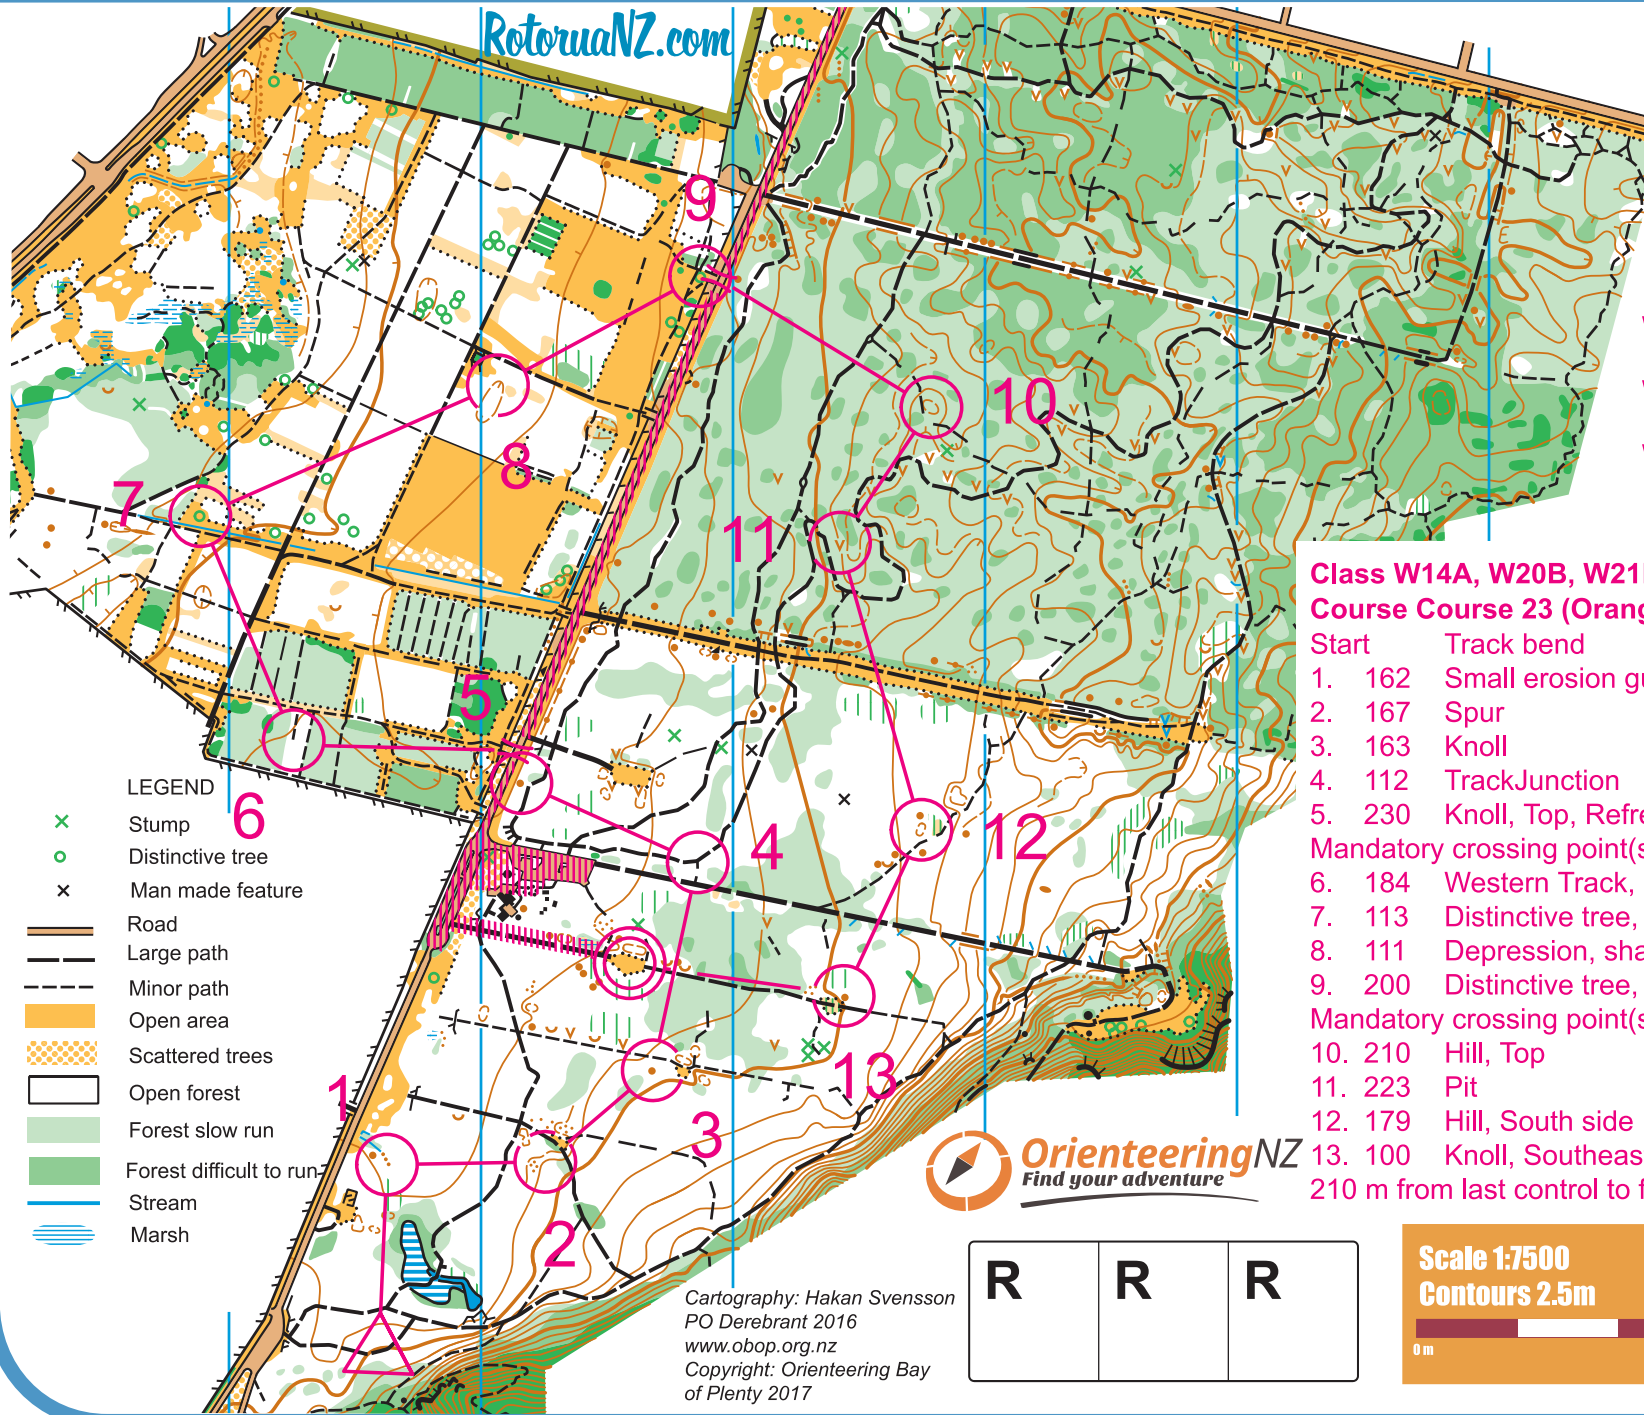 RotoruaNZ.com
9
10
8
7
11
5
6
4
12
1
13
3
2
LEGEND
Stump
Distinctive tree
Man made feature
Road
Large path
Minor path
Open area
Scattered trees
Open forest
Forest slow run
Forest difficult to run
Stream
Marsh
Class W14A, W20B, W21
Course Course 23 (Orang
Start Track bend
1. 162 Small erosion gu
2. 167 Spur
3. 163 Knoll
4. 112 TrackJunction
5. 230 Knoll, Top, Refre
Mandatory crossing point(s
6. 184 Western Track,
7. 113 Distinctive tree,
8. 111 Depression, sha
9. 200 Distinctive tree,
Mandatory crossing point(s
10. 210 Hill, Top
11. 223 Pit
12. 179 Hill, South side
13. 100 Knoll, Southeas
210 m from last control to f
OrienteeringNZ
Find your adventure
Cartography: Hakan Svensson
PO Derebrant 2016
www.obop.org.nz
Copyright: Orienteering Bay
of Plenty 2017
R R R
Scale 1:7500
Contours 2.5m
0 m